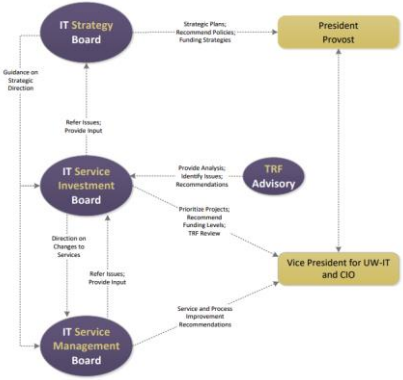 IT Strategy
Board
Strategic Plans;
Recommend Policies;
Funding Strategies
President
Provost
Guidance on
Strategic
Direction
Refer Issues;
Provide Input
IT Service
Investment
Board
Provide Analysis;
Identify Issues;
Recommendations
TRF
Advisory
Prioritize Projects;
Recommend
Funding Levels;
TRF Review
Direction on
Changes to
Services
Refer Issues;
Provide Input
Vice President for UW-IT
and CIO
Service and Process
Improvement
Recommendations
IT Service
Management
Board